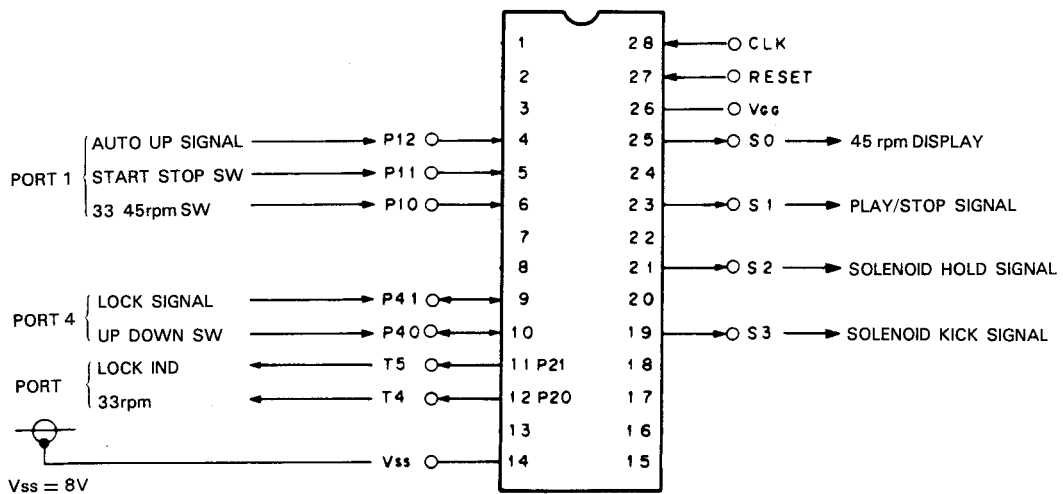 1 28 CLK
2 27 RESET
3 26 VGG
PORT 1
AUTO UP SIGNAL P12 4 25 S0 45 rpm DISPLAY
START STOP SW P11 5 24
33 45rpm SW P10 6 23 S1 PLAY/STOP SIGNAL
7 22
8 21 S2 SOLENOID HOLD SIGNAL
PORT 4
LOCK SIGNAL P41 9 20
UP DOWN SW P40 10 19 S3 SOLENOID KICK SIGNAL
PORT
LOCK IND T5 11 P21 18
33rpm T4 12 P20 17
13 16
Vss 14 15
Vss = 8V